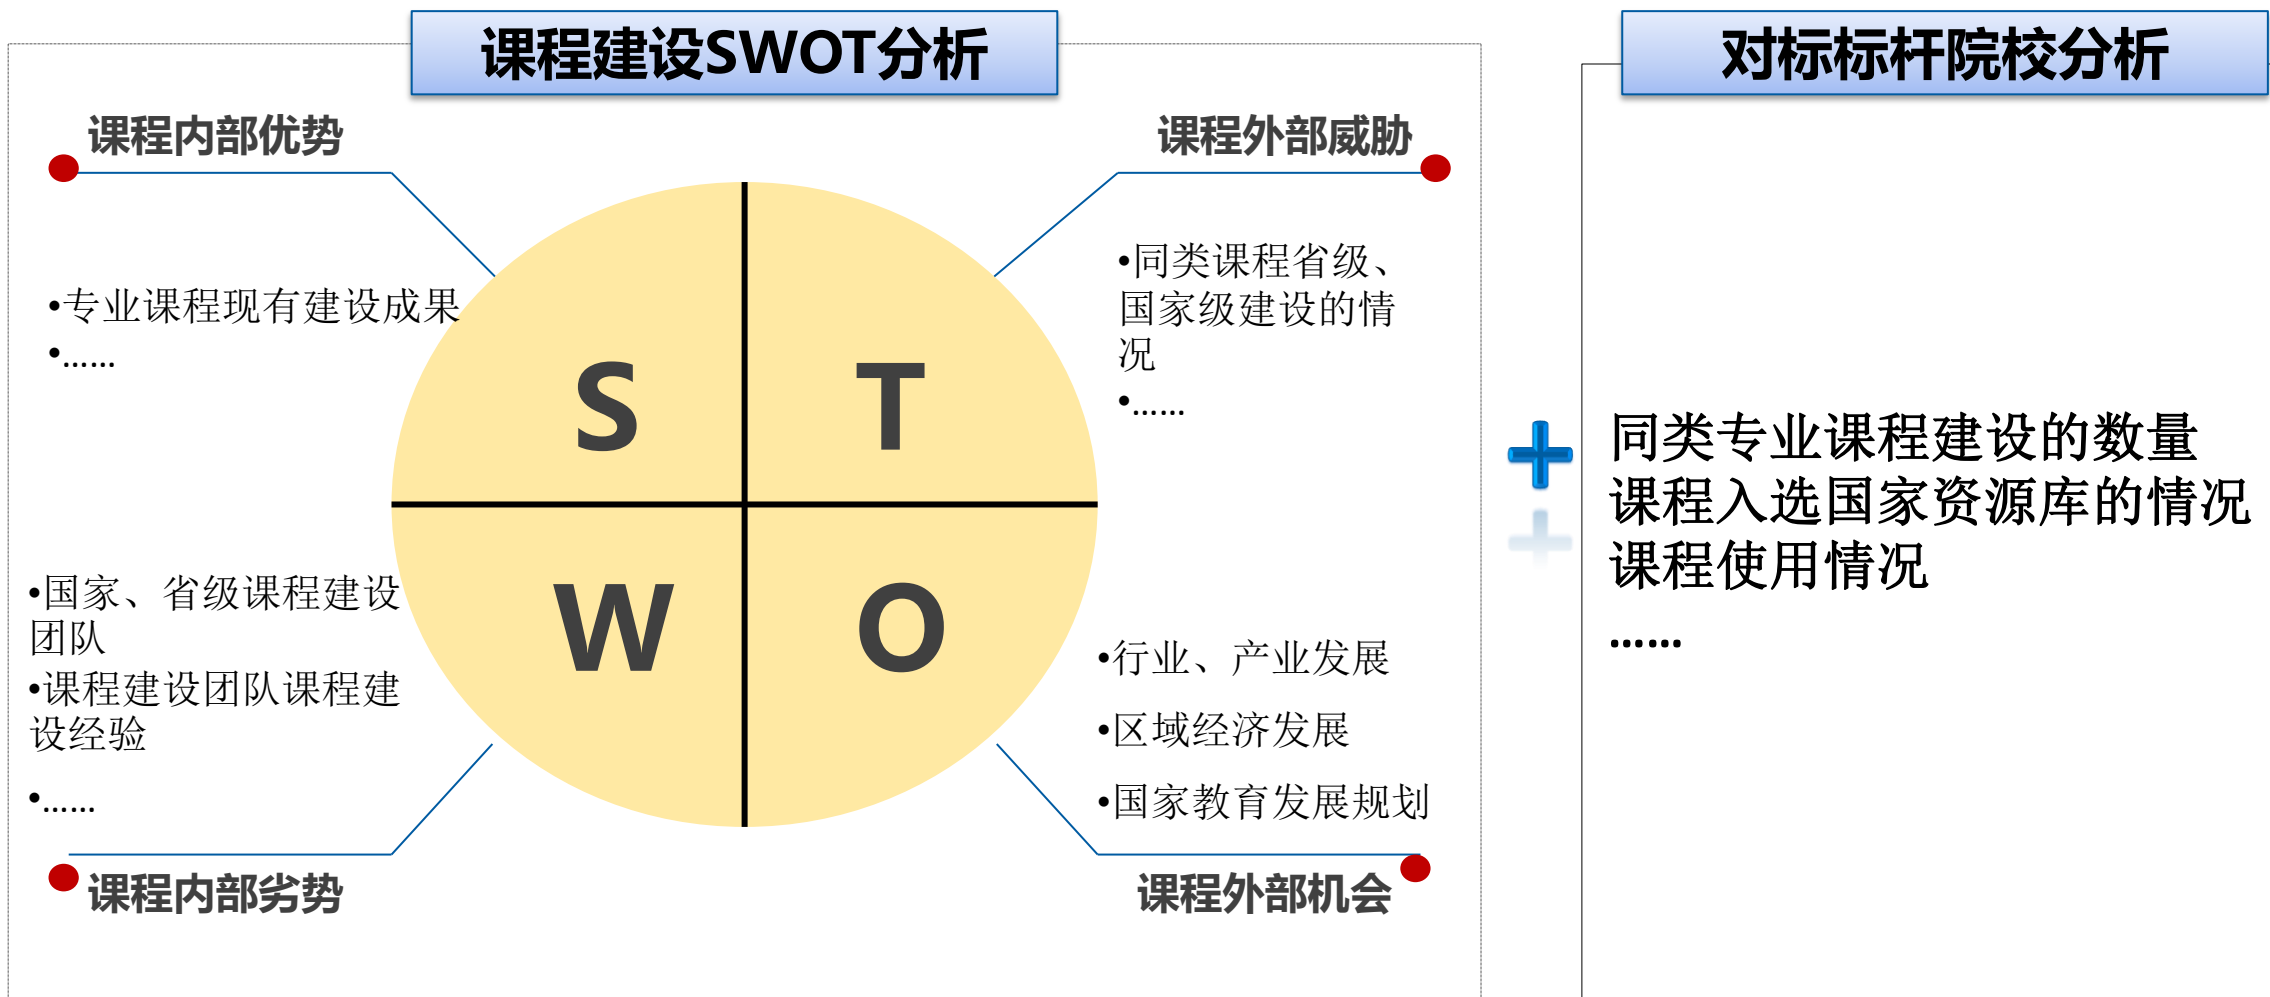 课程建设SWOT分析
课程内部优势
•专业课程现有建设成果
•……
课程外部威胁
•同类课程省级、
国家级建设的情
况
•……
S
T
W
O
•国家、省级课程建设
团队
•课程建设团队课程建
设经验
•……
课程内部劣势
•行业、产业发展
•区域经济发展
•国家教育发展规划
课程外部机会
对标标杆院校分析
同类专业课程建设的数量
课程入选国家资源库的情况
课程使用情况
……